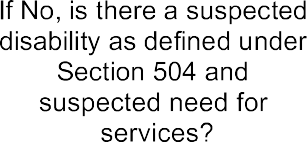 If No, is there a suspected
disability as defined under
Section 504 and
suspected need for
services?